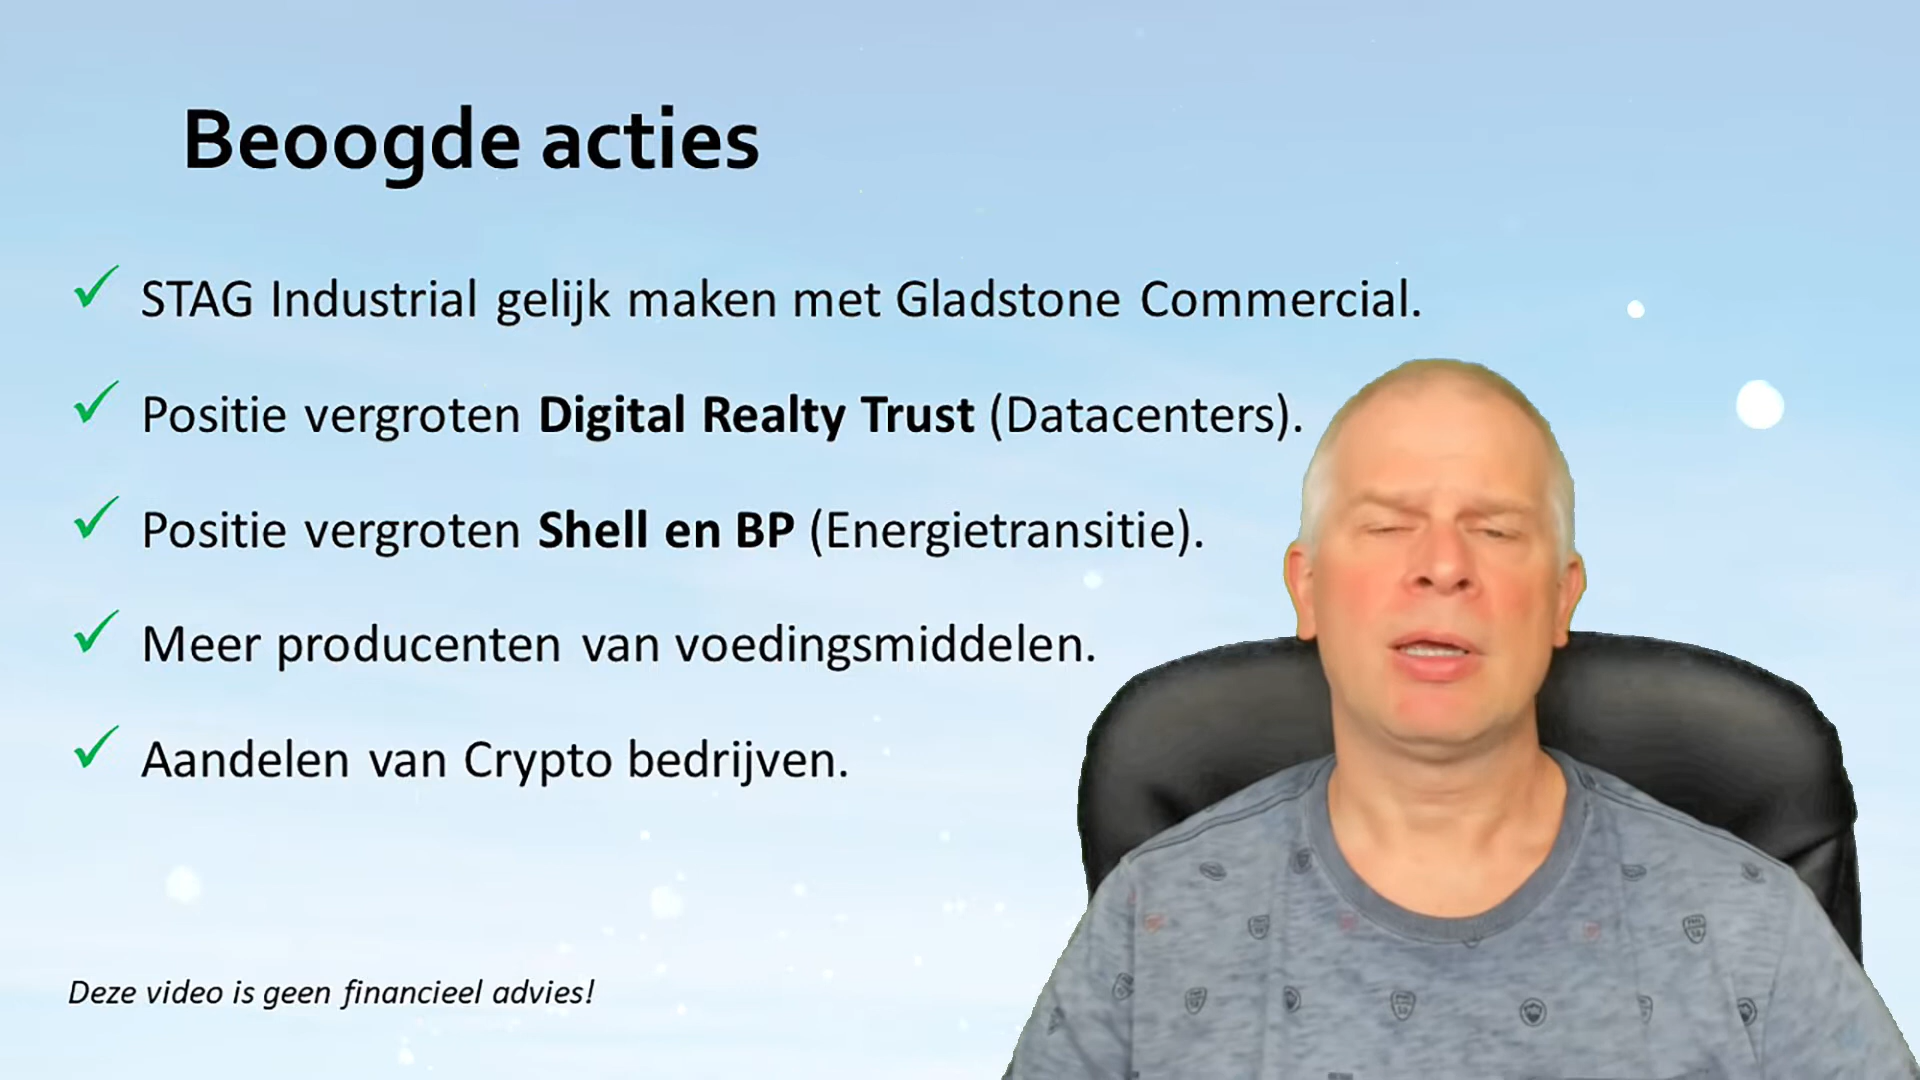 Beoogde acties
STAG Industrial gelijk maken met Gladstone Commercial.
Positie vergroten Digital Realty Trust (Datacenters).
Positie vergroten Shell en BP (Energietransitie).
Meer producenten van voedingsmiddelen.
Aandelen van Crypto bedrijven.
Deze video is geen financieel advies!